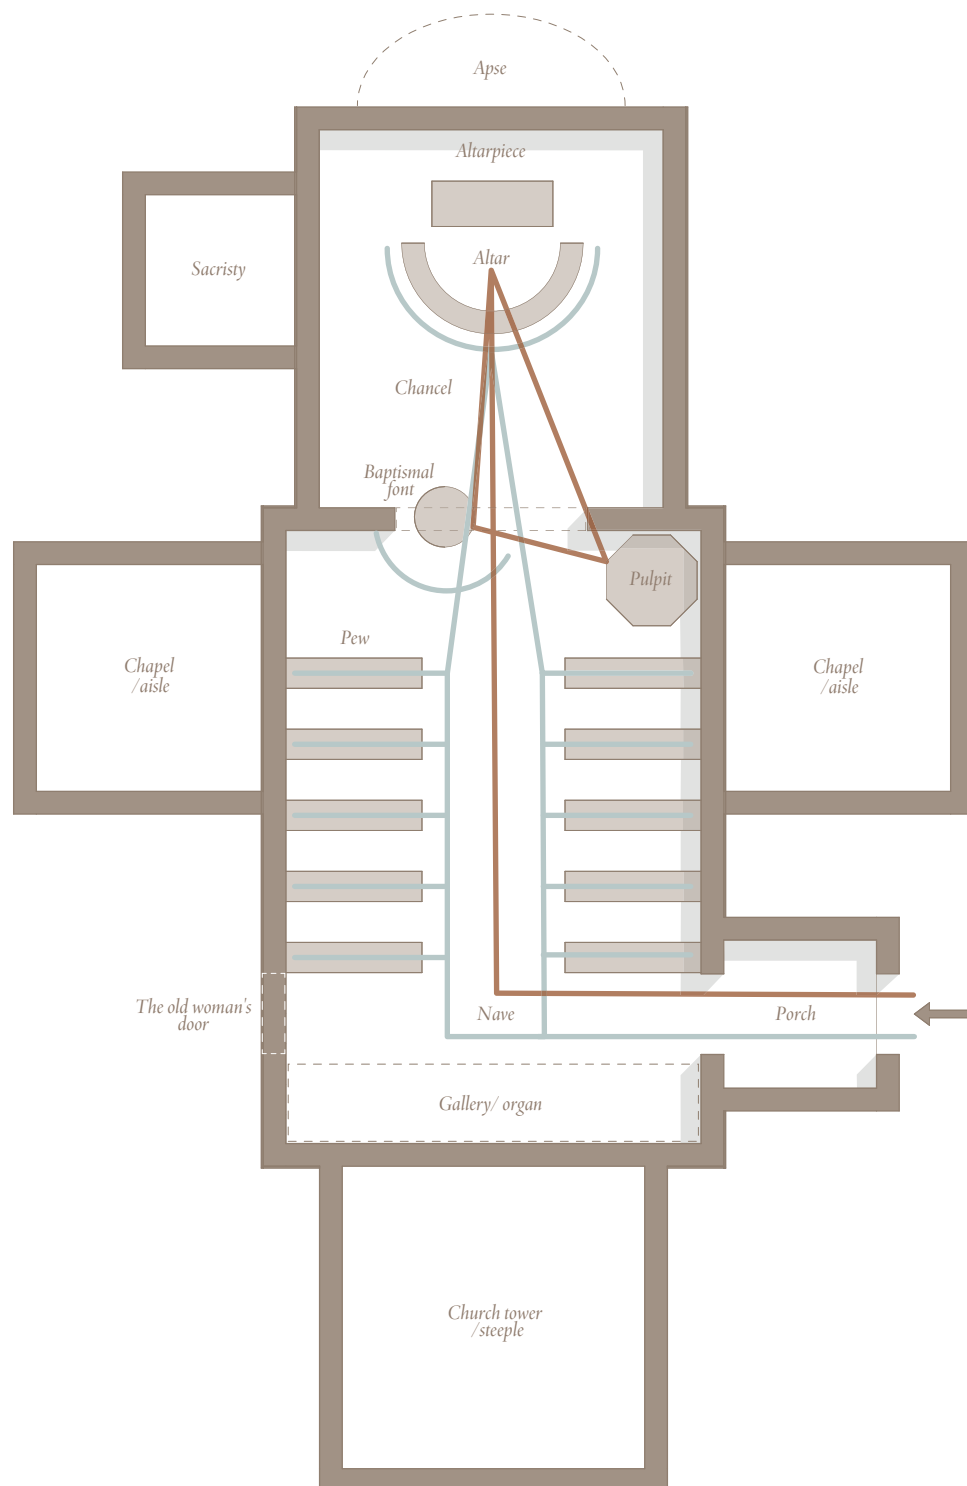 Apse
Altarpiece
Altar
Sacristy
Chancel
Baptismal
font
Pulpit
Pew
Chapel
/aisle
Chapel
/aisle
The old woman's
door
Nave
Porch
Gallery/ organ
Church tower
/steeple